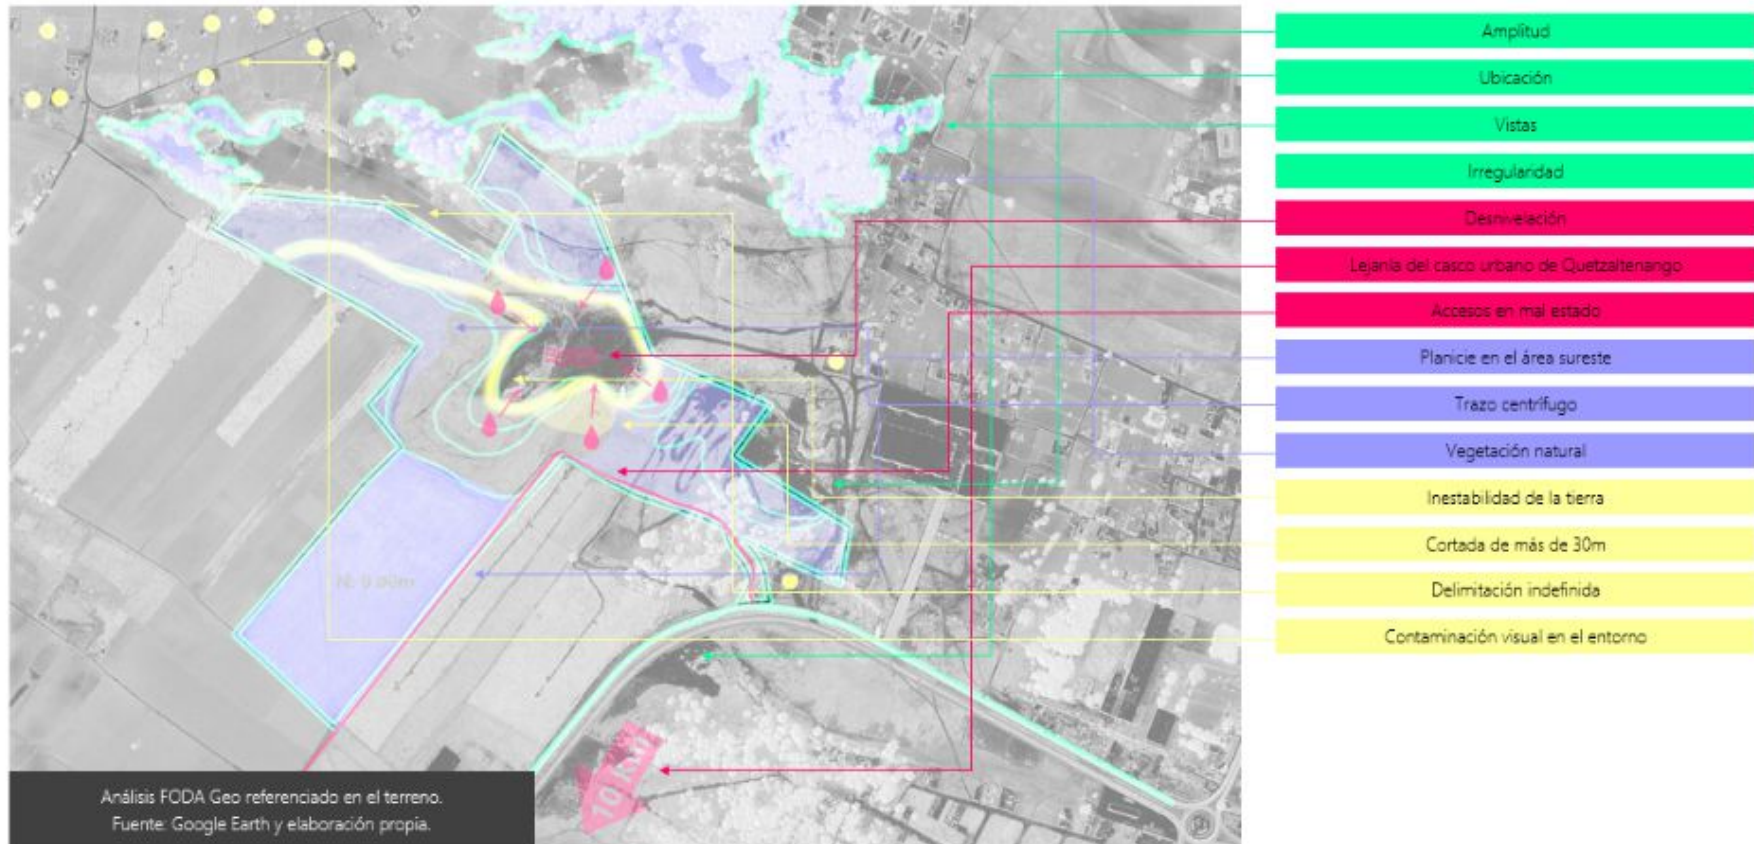 Amplitud
Ubicación
Vistas
Irregularidad
Desnivelación
Lejanía del casco urbano de Quetzaltenango
Accesos en mal estado
Planicie en el área sureste
Trazo centrífugo
Vegetación natural
Inestabilidad de la tierra
Cortada de más de 30m
Delimitación indefinida
Contaminación visual en el entorno
10 km
Análisis FODA Geo referenciado en el terreno.
Fuente: Google Earth y elaboración propia.